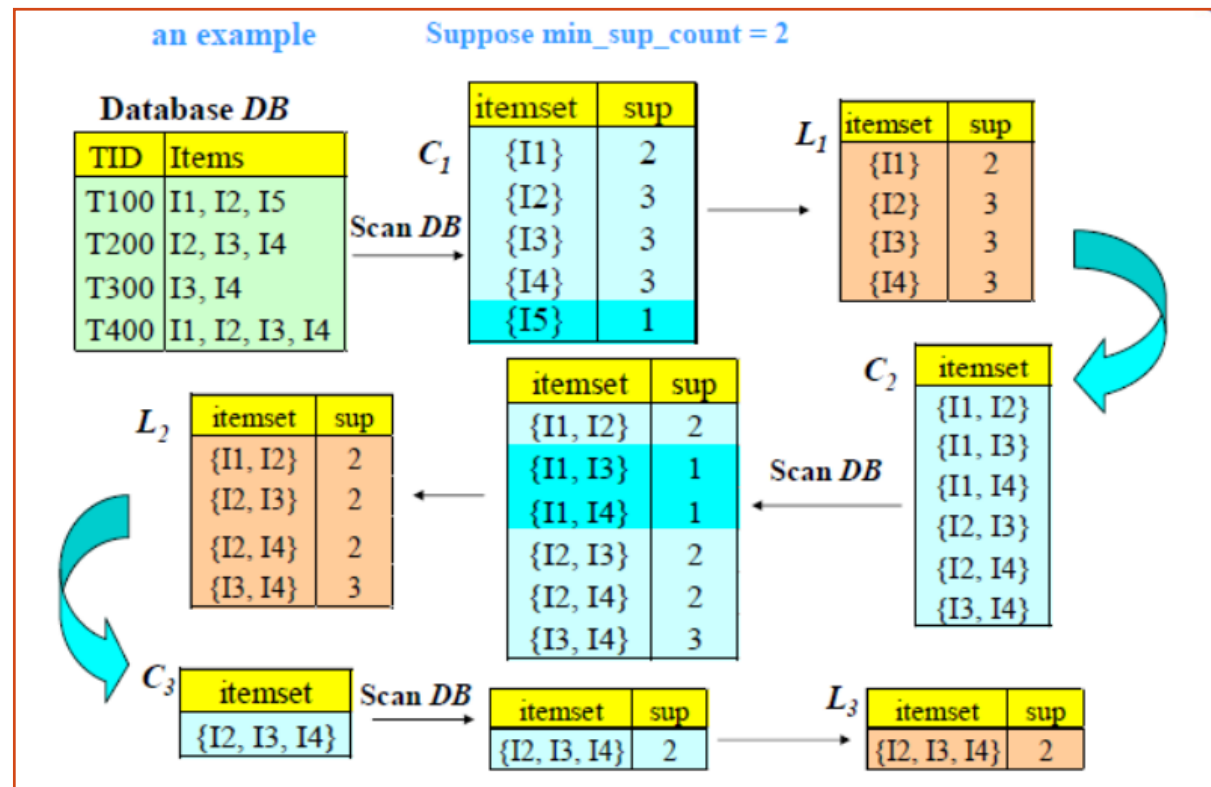 an example Suppose min_sup_count = 2
Database DB
TID Items
T100 I1, I2, I5
T200 I2, I3, I4
T300 I3, I4
T400 I1, I2, I3, I4
Scan DB
C1
itemset sup
{I1} 2
{I2} 3
{I3} 3
{I4} 3
{I5} 1
L1
itemset sup
{I1} 2
{I2} 3
{I3} 3
{I4} 3
C2
itemset
{I1, I2}
{I1, I3}
{I1, I4}
{I2, I3}
{I2, I4}
{I3, I4}
Scan DB
itemset sup
{I1, I2} 2
{I1, I3} 1
{I1, I4} 1
{I2, I3} 2
{I2, I4} 2
{I3, I4} 3
L2
itemset sup
{I1, I2} 2
{I2, I3} 2
{I2, I4} 2
{I3, I4} 3
C3
itemset
{I2, I3, I4}
Scan DB
itemset sup
{I2, I3, I4} 2
L3
itemset sup
{I2, I3, I4} 2